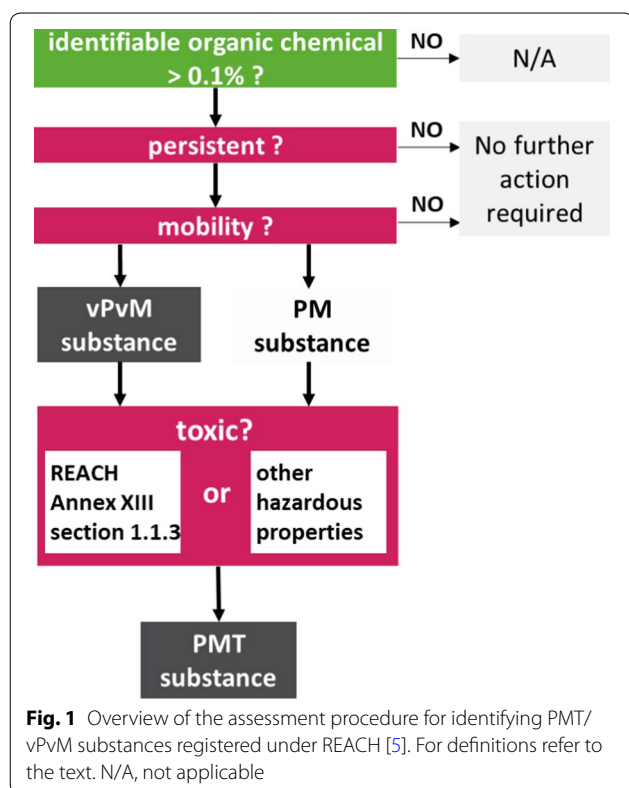 identifiable organic chemical
> 0.1% ?
NO
N/A
persistent ?
NO
No further
action
required
mobility ?
NO
vPvM
substance
PM
substance
toxic?
REACH
Annex XIII
section 1.1.3
or
other
hazardous
properties
PMT
substance
Fig. 1 Overview of the assessment procedure for identifying PMT/
vPvM substances registered under REACH [5]. For definitions refer to
the text. N/A, not applicable